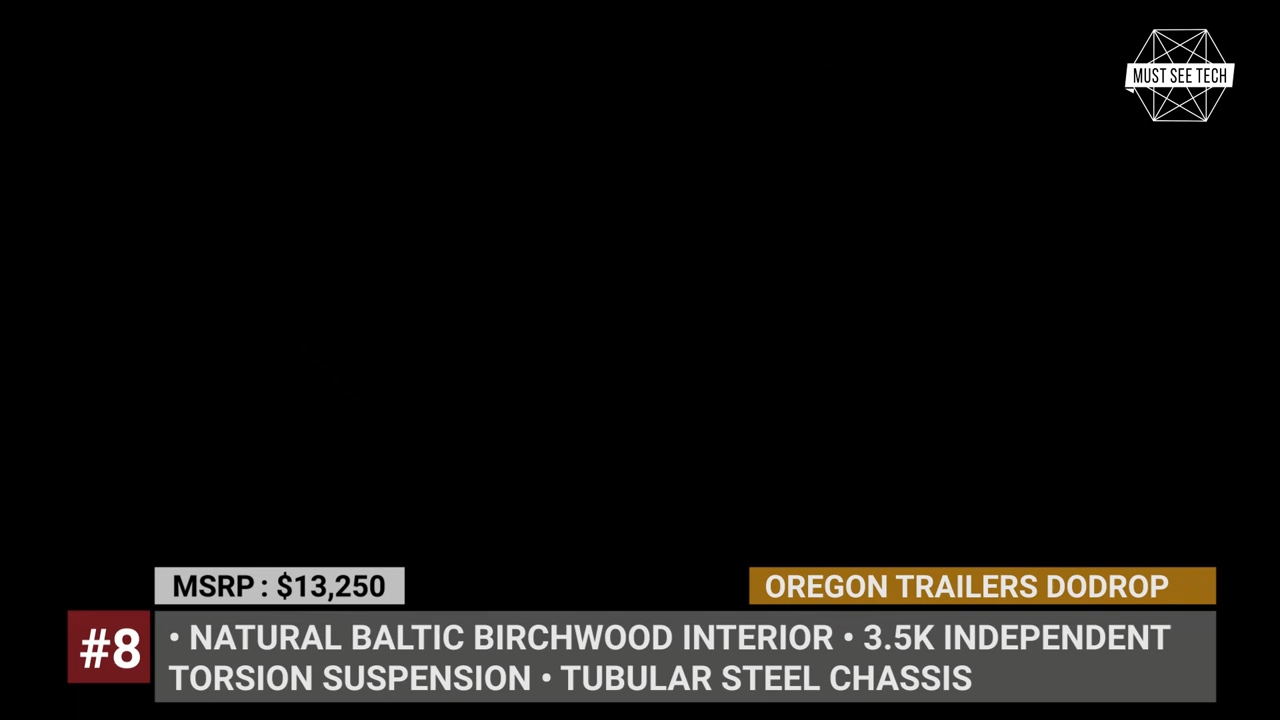 MUST SEE TECH
MSRP : $13,250
OREGON TRAILERS DODROP
#8
• NATURAL BALTIC BIRCHWOOD INTERIOR • 3.5K INDEPENDENT
TORSION SUSPENSION • TUBULAR STEEL CHASSIS